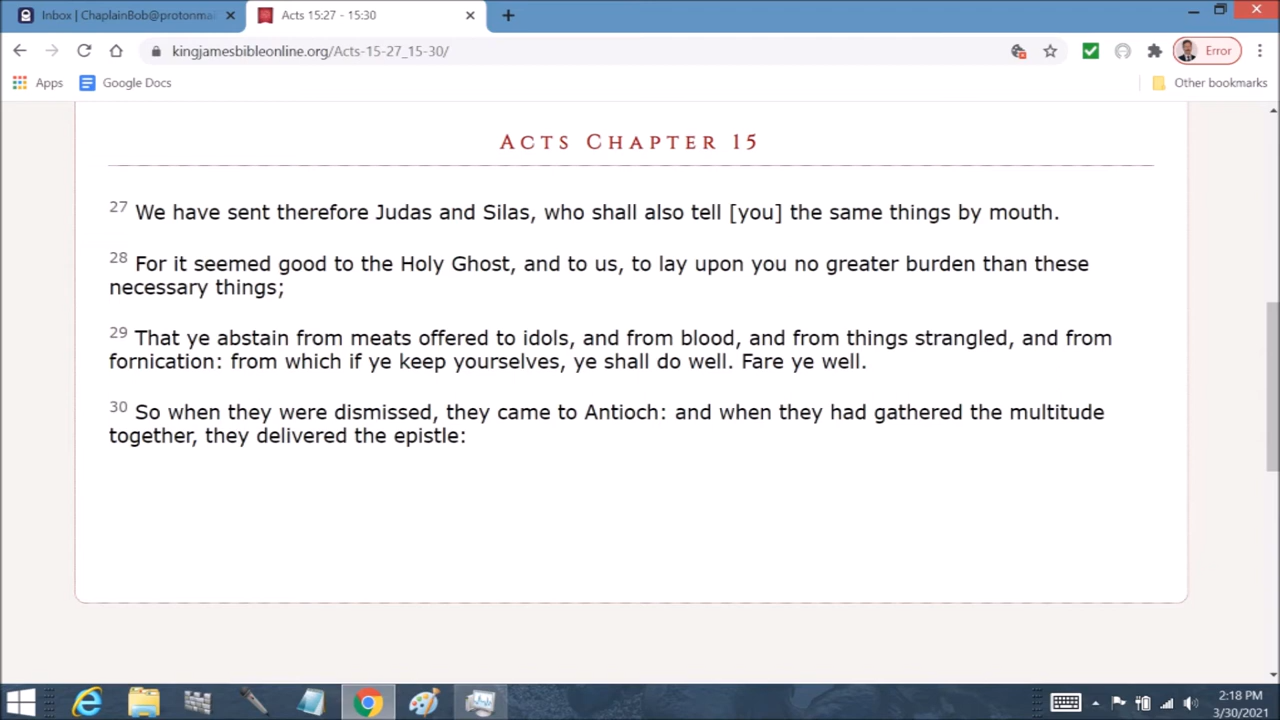 Inbox | ChaplainBob@protonmai
Acts 15:27 - 15:30
kingjamesbibleonline.org/Acts-15-27_15-30/
Error
Apps
Google Docs
Other bookmarks
Acts Chapter 15
27 We have sent therefore Judas and Silas, who shall also tell [you] the same things by mouth.
28 For it seemed good to the Holy Ghost, and to us, to lay upon you no greater burden than these
necessary things;
29 That ye abstain from meats offered to idols, and from blood, and from things strangled, and from
fornication: from which if ye keep yourselves, ye shall do well. Fare ye well.
30 So when they were dismissed, they came to Antioch: and when they had gathered the multitude
together, they delivered the epistle:
2:18 PM
3/30/2021